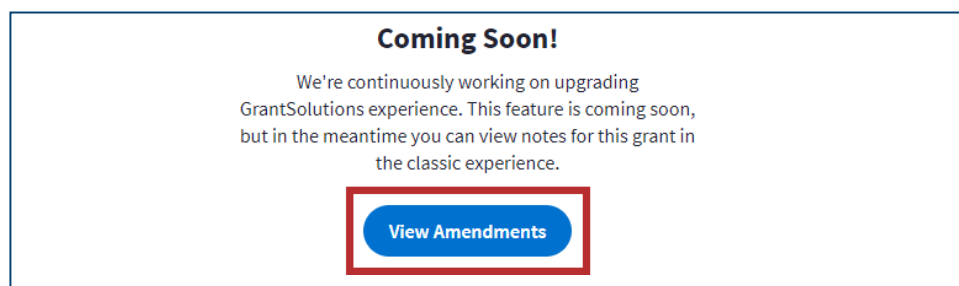 Coming Soon!
We're continuously working on upgrading
GrantSolutions experience. This feature is coming soon,
but in the meantime you can view notes for this grant in
the classic experience.
View Amendments